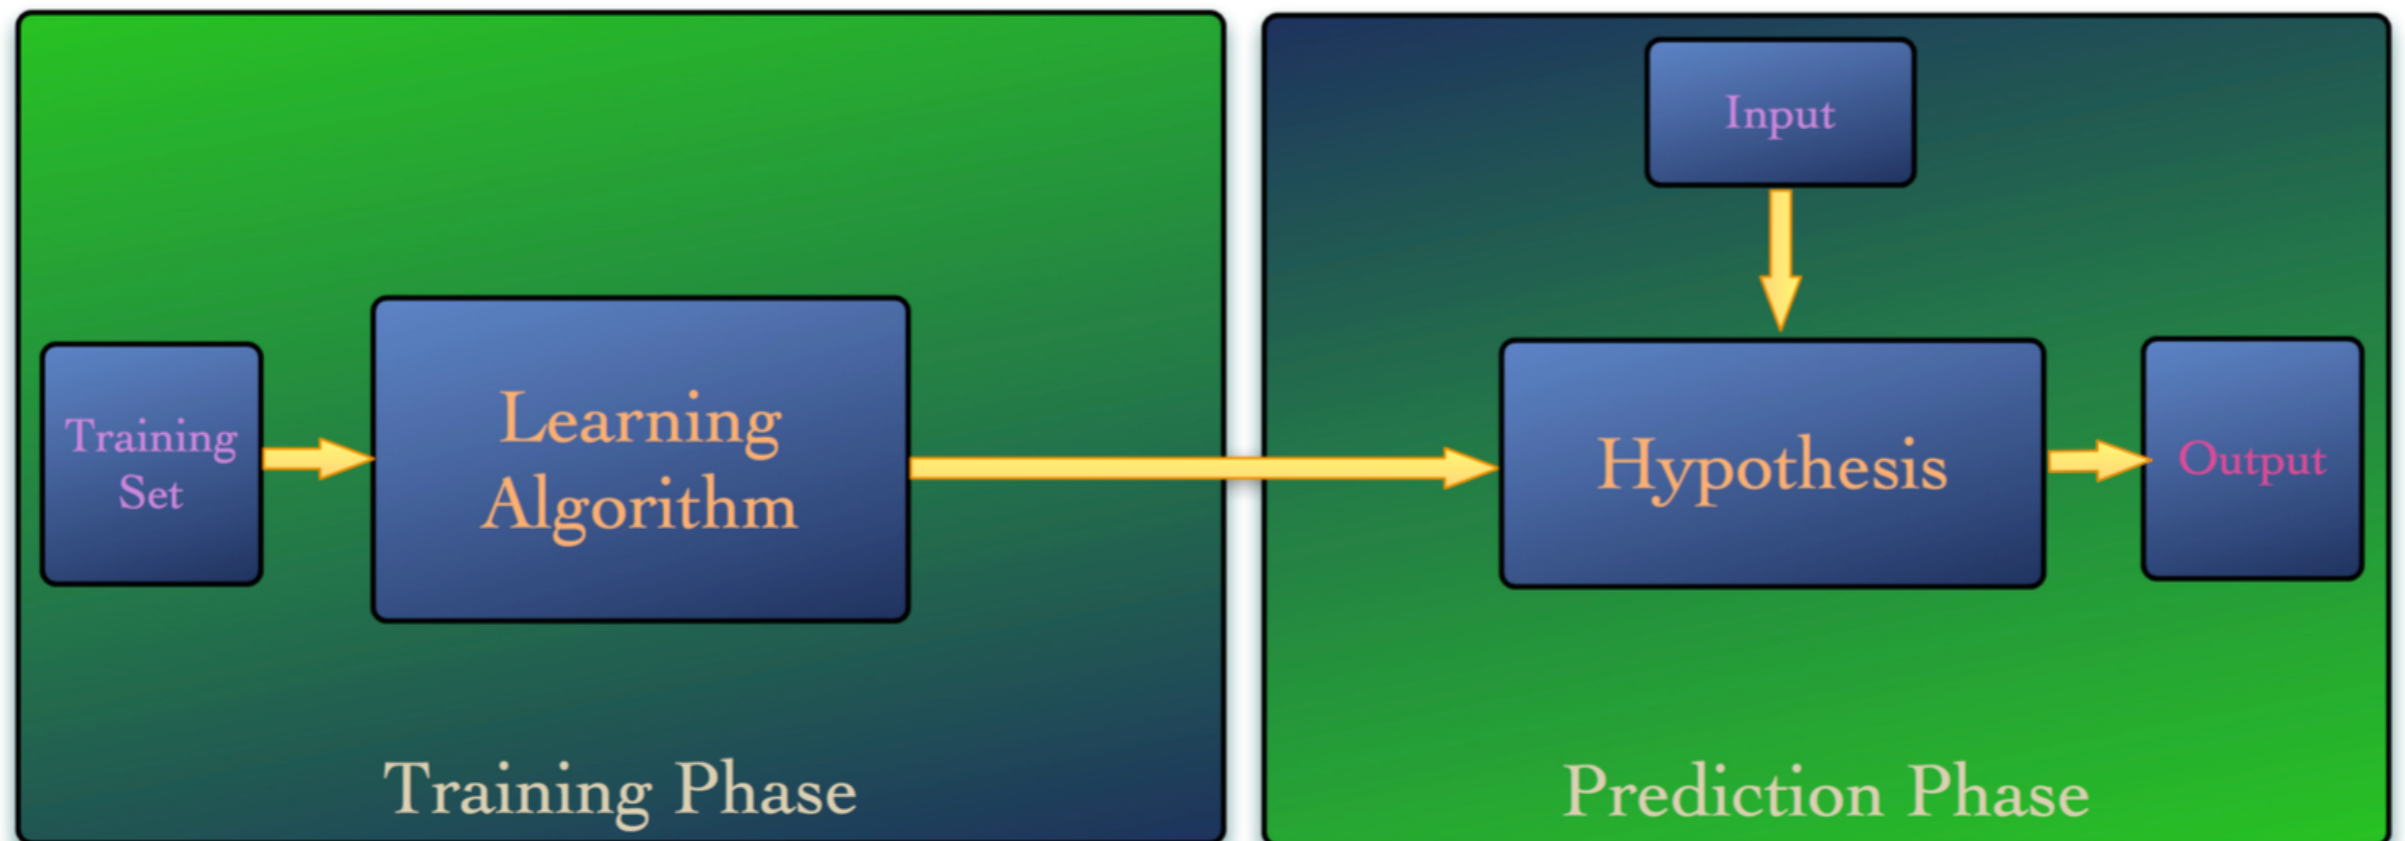 Training
Set
Learning
Algorithm
Training Phase
Input
Hypothesis
Output
Prediction Phase